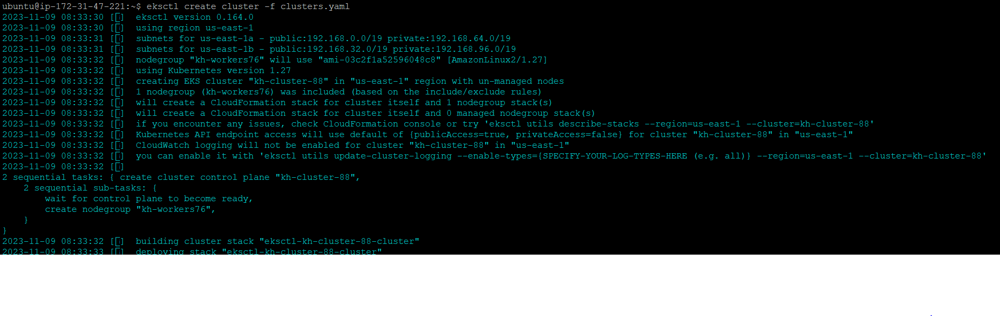 ubuntu@ip-172-31-47-221:~$ eksctl create cluster -f clusters.yaml
2023-11-09 08:33:30 [ℹ]  eksctl version 0.164.0
2023-11-09 08:33:30 [ℹ]  using region us-east-1
2023-11-09 08:33:31 [ℹ]  subnets for us-east-1a - public:192.168.0.0/19 private:192.168.64.0/19
2023-11-09 08:33:31 [ℹ]  subnets for us-east-1b - public:192.168.32.0/19 private:192.168.96.0/19
2023-11-09 08:33:32 [ℹ]  nodegroup "kh-workers76" will use "ami-03c2f1a52596048c8" [AmazonLinux2/1.27]
2023-11-09 08:33:32 [ℹ]  using Kubernetes version 1.27
2023-11-09 08:33:32 [ℹ]  creating EKS cluster "kh-cluster-88" in "us-east-1" region with un-managed nodes
2023-11-09 08:33:32 [ℹ]  1 nodegroup (kh-workers76) was included (based on the include/exclude rules)
2023-11-09 08:33:32 [ℹ]  will create a CloudFormation stack for cluster itself and 1 nodegroup stack(s)
2023-11-09 08:33:32 [ℹ]  will create a CloudFormation stack for cluster itself and 0 managed nodegroup stack(s)
2023-11-09 08:33:32 [ℹ]  if you encounter any issues, check CloudFormation console or try 'eksctl utils describe-stacks --region=us-east-1 --cluster=kh-cluster-88'
2023-11-09 08:33:32 [ℹ]  Kubernetes API endpoint access will use default of {publicAccess=true, privateAccess=false} for cluster "kh-cluster-88" in "us-east-1"
2023-11-09 08:33:32 [ℹ]  CloudWatch logging will not be enabled for cluster "kh-cluster-88" in "us-east-1"
2023-11-09 08:33:32 [ℹ]  you can enable it with 'eksctl utils update-cluster-logging --enable-types={SPECIFY-YOUR-LOG-TYPES-HERE (e.g. all)} --region=us-east-1 --cluster=kh-cluster-88'
2023-11-09 08:33:32 [ℹ]
2 sequential tasks: { create cluster control plane "kh-cluster-88",
    2 sequential sub-tasks: {
        wait for control plane to become ready,
        create nodegroup "kh-workers76",
    }
}
2023-11-09 08:33:32 [ℹ]  building cluster stack "eksctl-kh-cluster-88-cluster"
2023-11-09 08:33:33 [ℹ]  deploying stack "eksctl-kh-cluster-88-cluster"